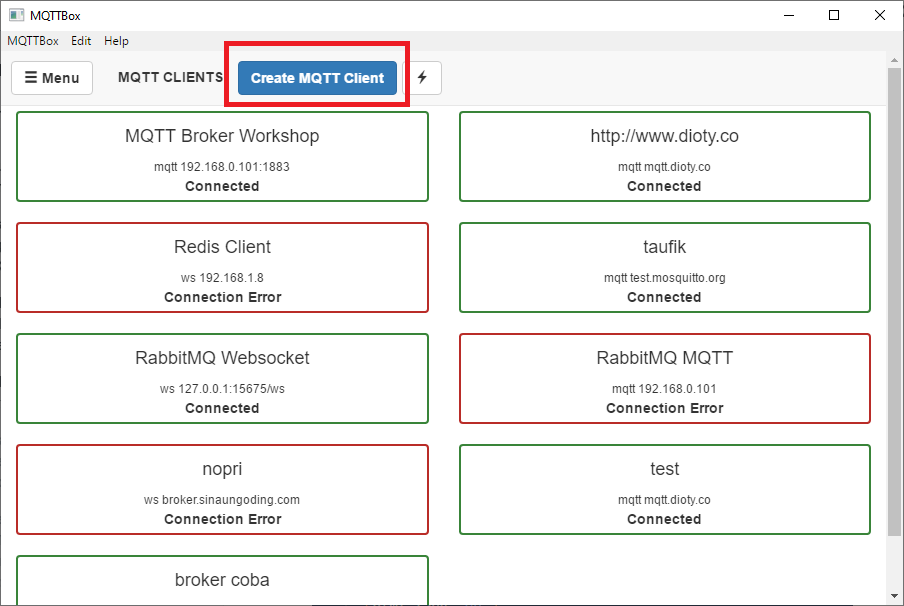 MQTTBox
MQTTBox Edit Help
Menu MQTT CLIENTS Create MQTT Client
MQTT Broker Workshop
mqtt 192.168.0.101:1883
Connected
http://www.dioty.co
mqtt mqtt.dioty.co
Connected
Redis Client
ws 192.168.1.8
Connection Error
taufik
mqtt test.mosquitto.org
Connected
RabbitMQ Websocket
ws 127.0.0.1:15675/ws
Connected
RabbitMQ MQTT
mqtt 192.168.0.101
Connection Error
nopri
ws broker.sinaungoding.com
Connection Error
test
mqtt mqtt.dioty.co
Connected
broker coba